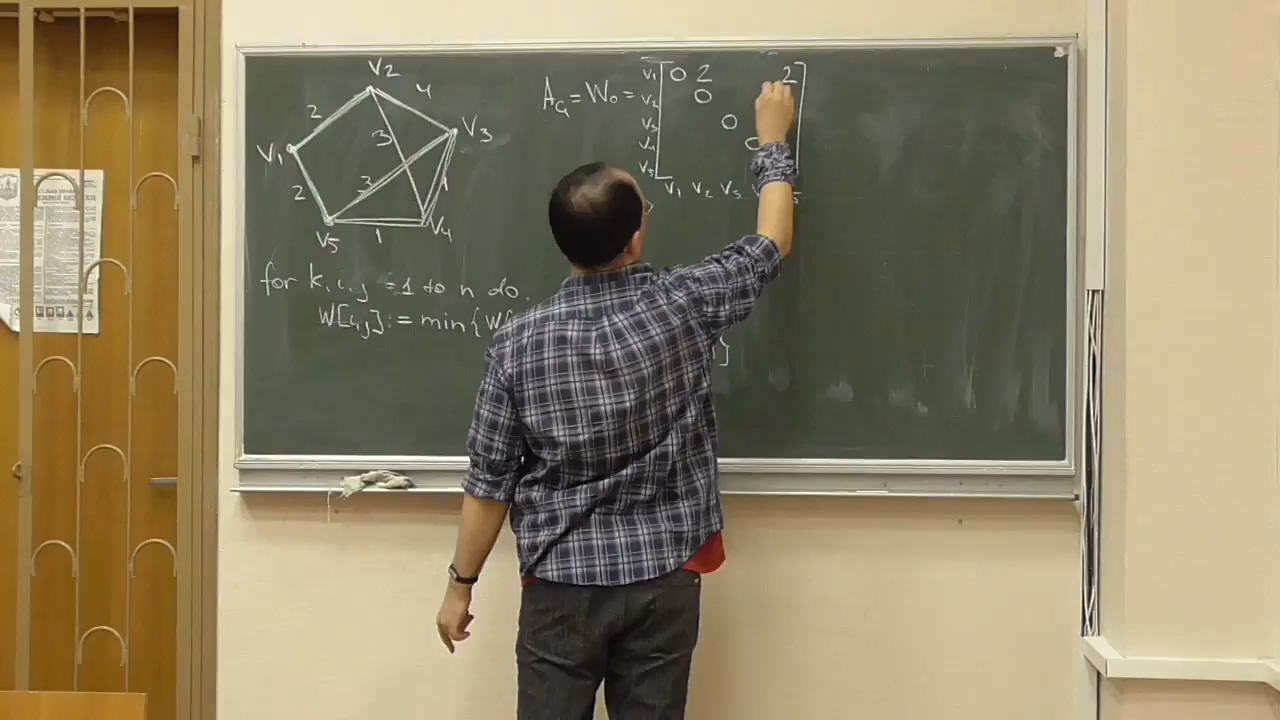 V2
2
4
3
V1
V3
2
3
1
V5
1
V4
A_G = W_0 =
V1 0 2 2
V2 0
V3 0
V4 0
V5
V1 V2 V3
for k,i,j = 1 to n do
W[i,j] := min{W[
]